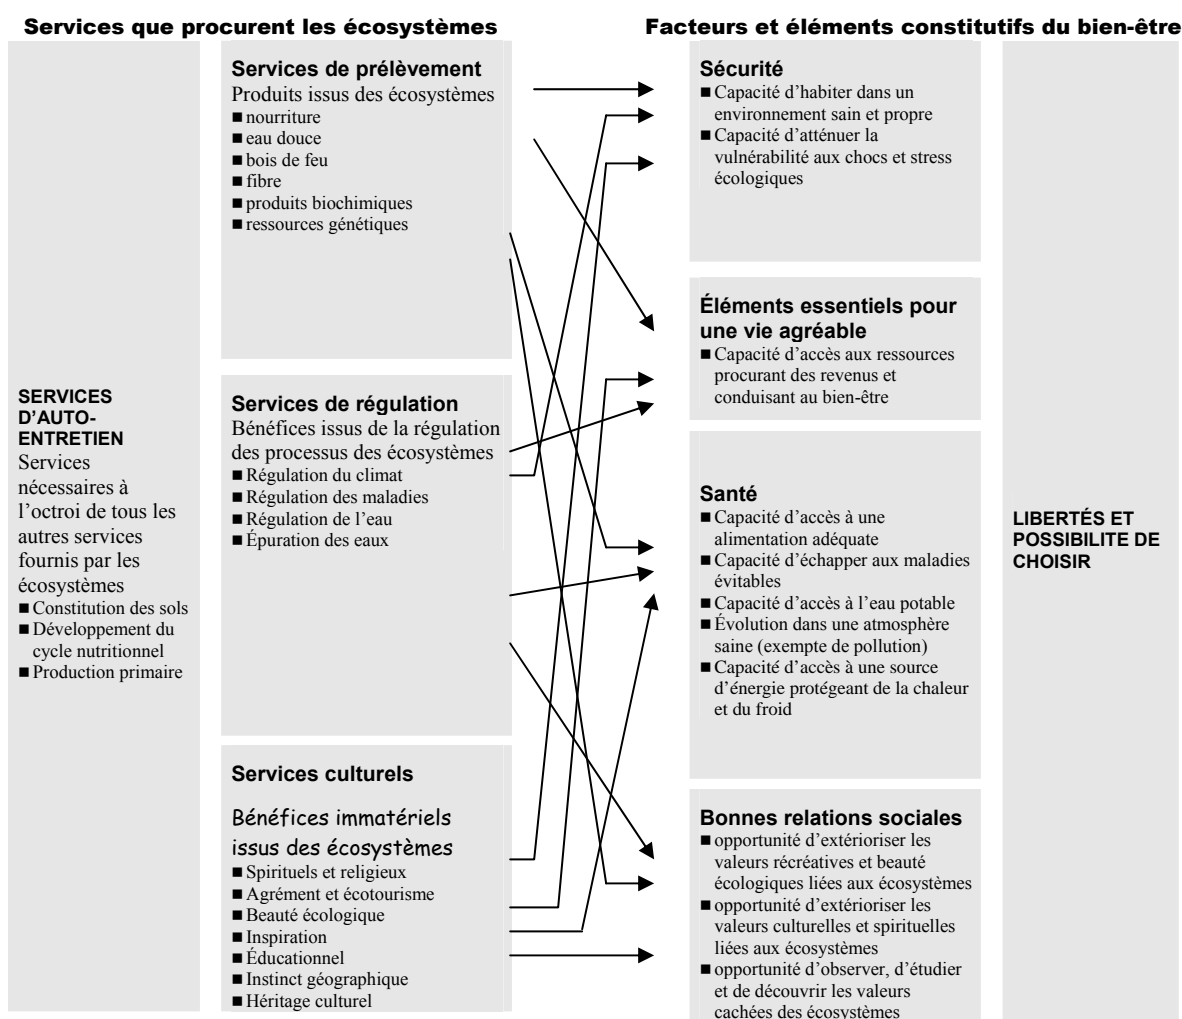 Services que procurent les écosystèmes
Facteurs et éléments constitutifs du bien-être
SERVICES
D'AUTO-
ENTRETIEN
Services
nécessaires à
l'octroi de tous les
autres services
fournis par les
écosystèmes
■ Constitution des sols
■ Développement du
cycle nutritionnel
■ Production primaire
Services de prélèvement
Produits issus des écosystèmes
■ nourriture
■ eau douce
■ bois de feu
■ fibre
■ produits biochimiques
■ ressources génétiques
Services de régulation
Bénéfices issus de la régulation
des processus des écosystèmes
■ Régulation du climat
■ Régulation des maladies
■ Régulation de l'eau
■ Épuration des eaux
Services culturels
Bénéfices immatériels
issus des écosystèmes
■ Spirituels et religieux
■ Agrément et écotourisme
■ Beauté écologique
■ Inspiration
■ Éducationnel
■ Instinct géographique
■ Héritage culturel
Sécurité
■ Capacité d'habiter dans un
environnement sain et propre
■ Capacité d'atténuer la
vulnérabilité aux chocs et stress
écologiques
Éléments essentiels pour
une vie agréable
■ Capacité d'accès aux ressources
procurant des revenus et
conduisant au bien-être
Santé
■ Capacité d'accès à une
alimentation adéquate
■ Capacité d'échapper aux maladies
évitables
■ Capacité d'accès à l'eau potable
■ Évolution dans une atmosphère
saine (exempte de pollution)
■ Capacité d'accès à une source
d'énergie protégeant de la chaleur
et du froid
Bonnes relations sociales
■ opportunité d'extérioriser les
valeurs récréatives et beauté
écologiques liées aux écosystèmes
■ opportunité d'extérioriser les
valeurs culturelles et spirituelles
liées aux écosystèmes
■ opportunité d'observer, d'étudier
et de découvrir les valeurs
cachées des écosystèmes
LIBERTÉS ET
POSSIBILITE DE
CHOISIR